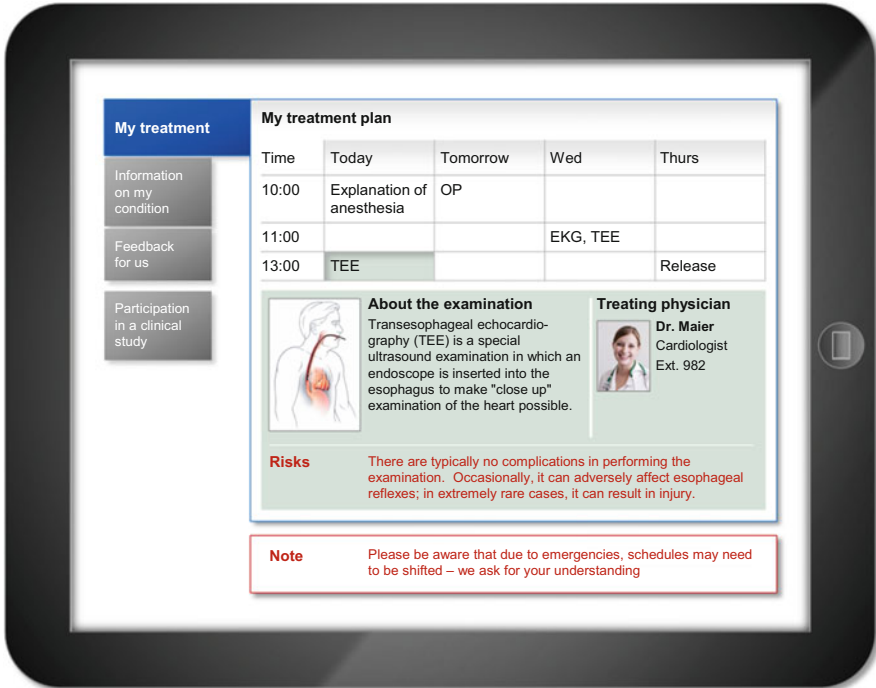 My treatment
Information
on my
condition
Feedback
for us
Participation
in a clinical
study
My treatment plan
Time Today Tomorrow Wed Thurs
10:00 Explanation of OP
anesthesia
11:00 EKG, TEE
13:00 TEE Release
About the examination
Transesophageal echocardio-
graphy (TEE) is a special
ultrasound examination in which an
endoscope is inserted into the
esophagus to make "close up"
examination of the heart possible.
Treating physician
Dr. Maier
Cardiologist
Ext. 982
Risks
There are typically no complications in performing the
examination. Occasionally, it can adversely affect esophageal
reflexes; in extremely rare cases, it can result in injury.
Note
Please be aware that due to emergencies, schedules may need
to be shifted – we ask for your understanding